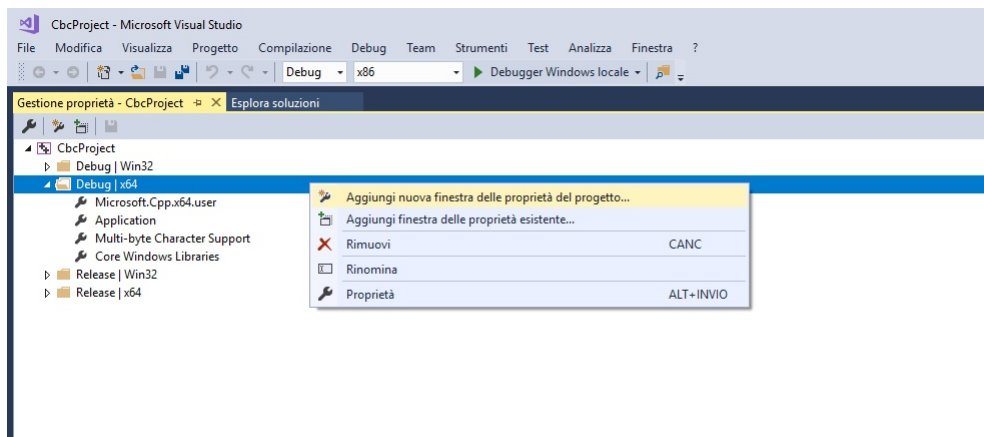 CbcProject - Microsoft Visual Studio
File Modifica Visualizza Progetto Compilazione Debug Team Strumenti Test Analizza Finestra ?
Debug x86 Debugger Windows locale
Gestione proprietà - CbcProject Esplora soluzioni
CbcProject
Debug | Win32
Debug | x64
Microsoft.Cpp.x64.user
Application
Multi-byte Character Support
Core Windows Libraries
Release | Win32
Release | x64
Aggiungi nuova finestra delle proprietà del progetto...
Aggiungi finestra delle proprietà esistente...
Rimuovi CANC
Rinomina
Proprietà ALT+INVIO